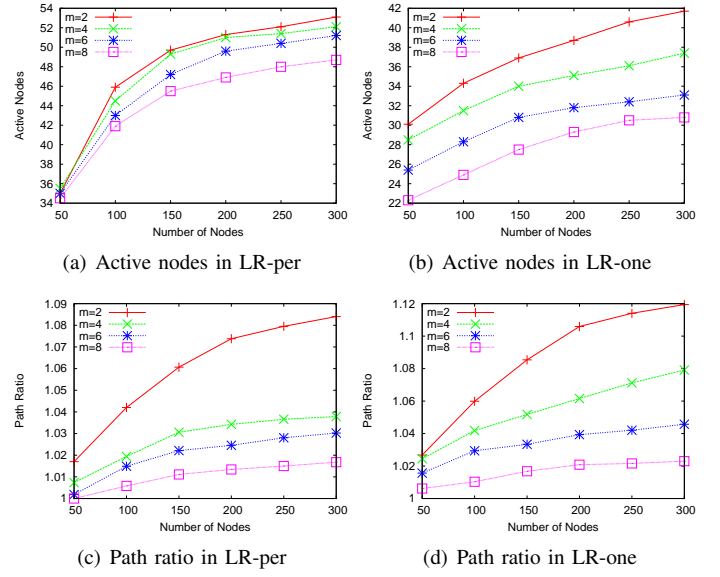 54
52
50
48
46
44
42
40
38
36
34
50 100 150 200 250 300
Active Nodes
Number of Nodes
m=2
m=4
m=6
m=8
(a) Active nodes in LR-per
42
40
38
36
34
32
30
28
26
24
22
50 100 150 200 250 300
Active Nodes
Number of Nodes
m=2
m=4
m=6
m=8
(b) Active nodes in LR-one
1.09
1.08
1.07
1.06
1.05
1.04
1.03
1.02
1.01
1
50 100 150 200 250 300
Path Ratio
Number of Nodes
m=2
m=4
m=6
m=8
(c) Path ratio in LR-per
1.12
1.1
1.08
1.06
1.04
1.02
1
50 100 150 200 250 300
Path Ratio
Number of Nodes
m=2
m=4
m=6
m=8
(d) Path ratio in LR-one